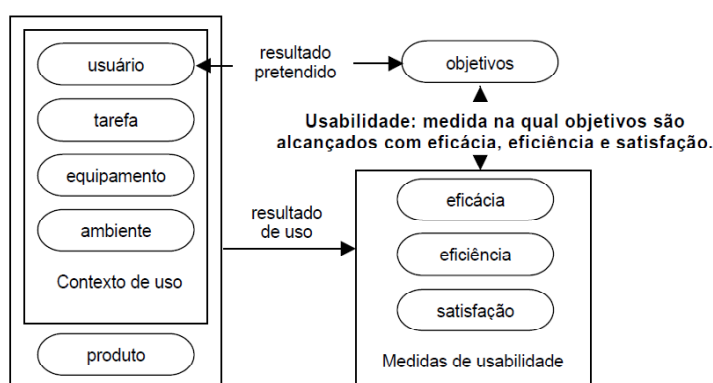 usuário
tarefa
equipamento
ambiente
Contexto de uso
produto
resultado
pretendido
objetivos
Usabilidade: medida na qual objetivos são
alcançados com eficácia, eficiência e satisfação.
resultado
de uso
eficácia
eficiência
satisfação
Medidas de usabilidade